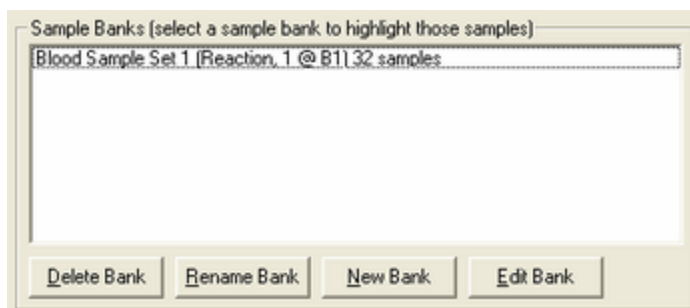 Sample Banks (select a sample bank to highlight those samples)
Blood Sample Set 1 (Reaction, 1 @ B1) 32 samples
Delete Bank Rename Bank New Bank Edit Bank